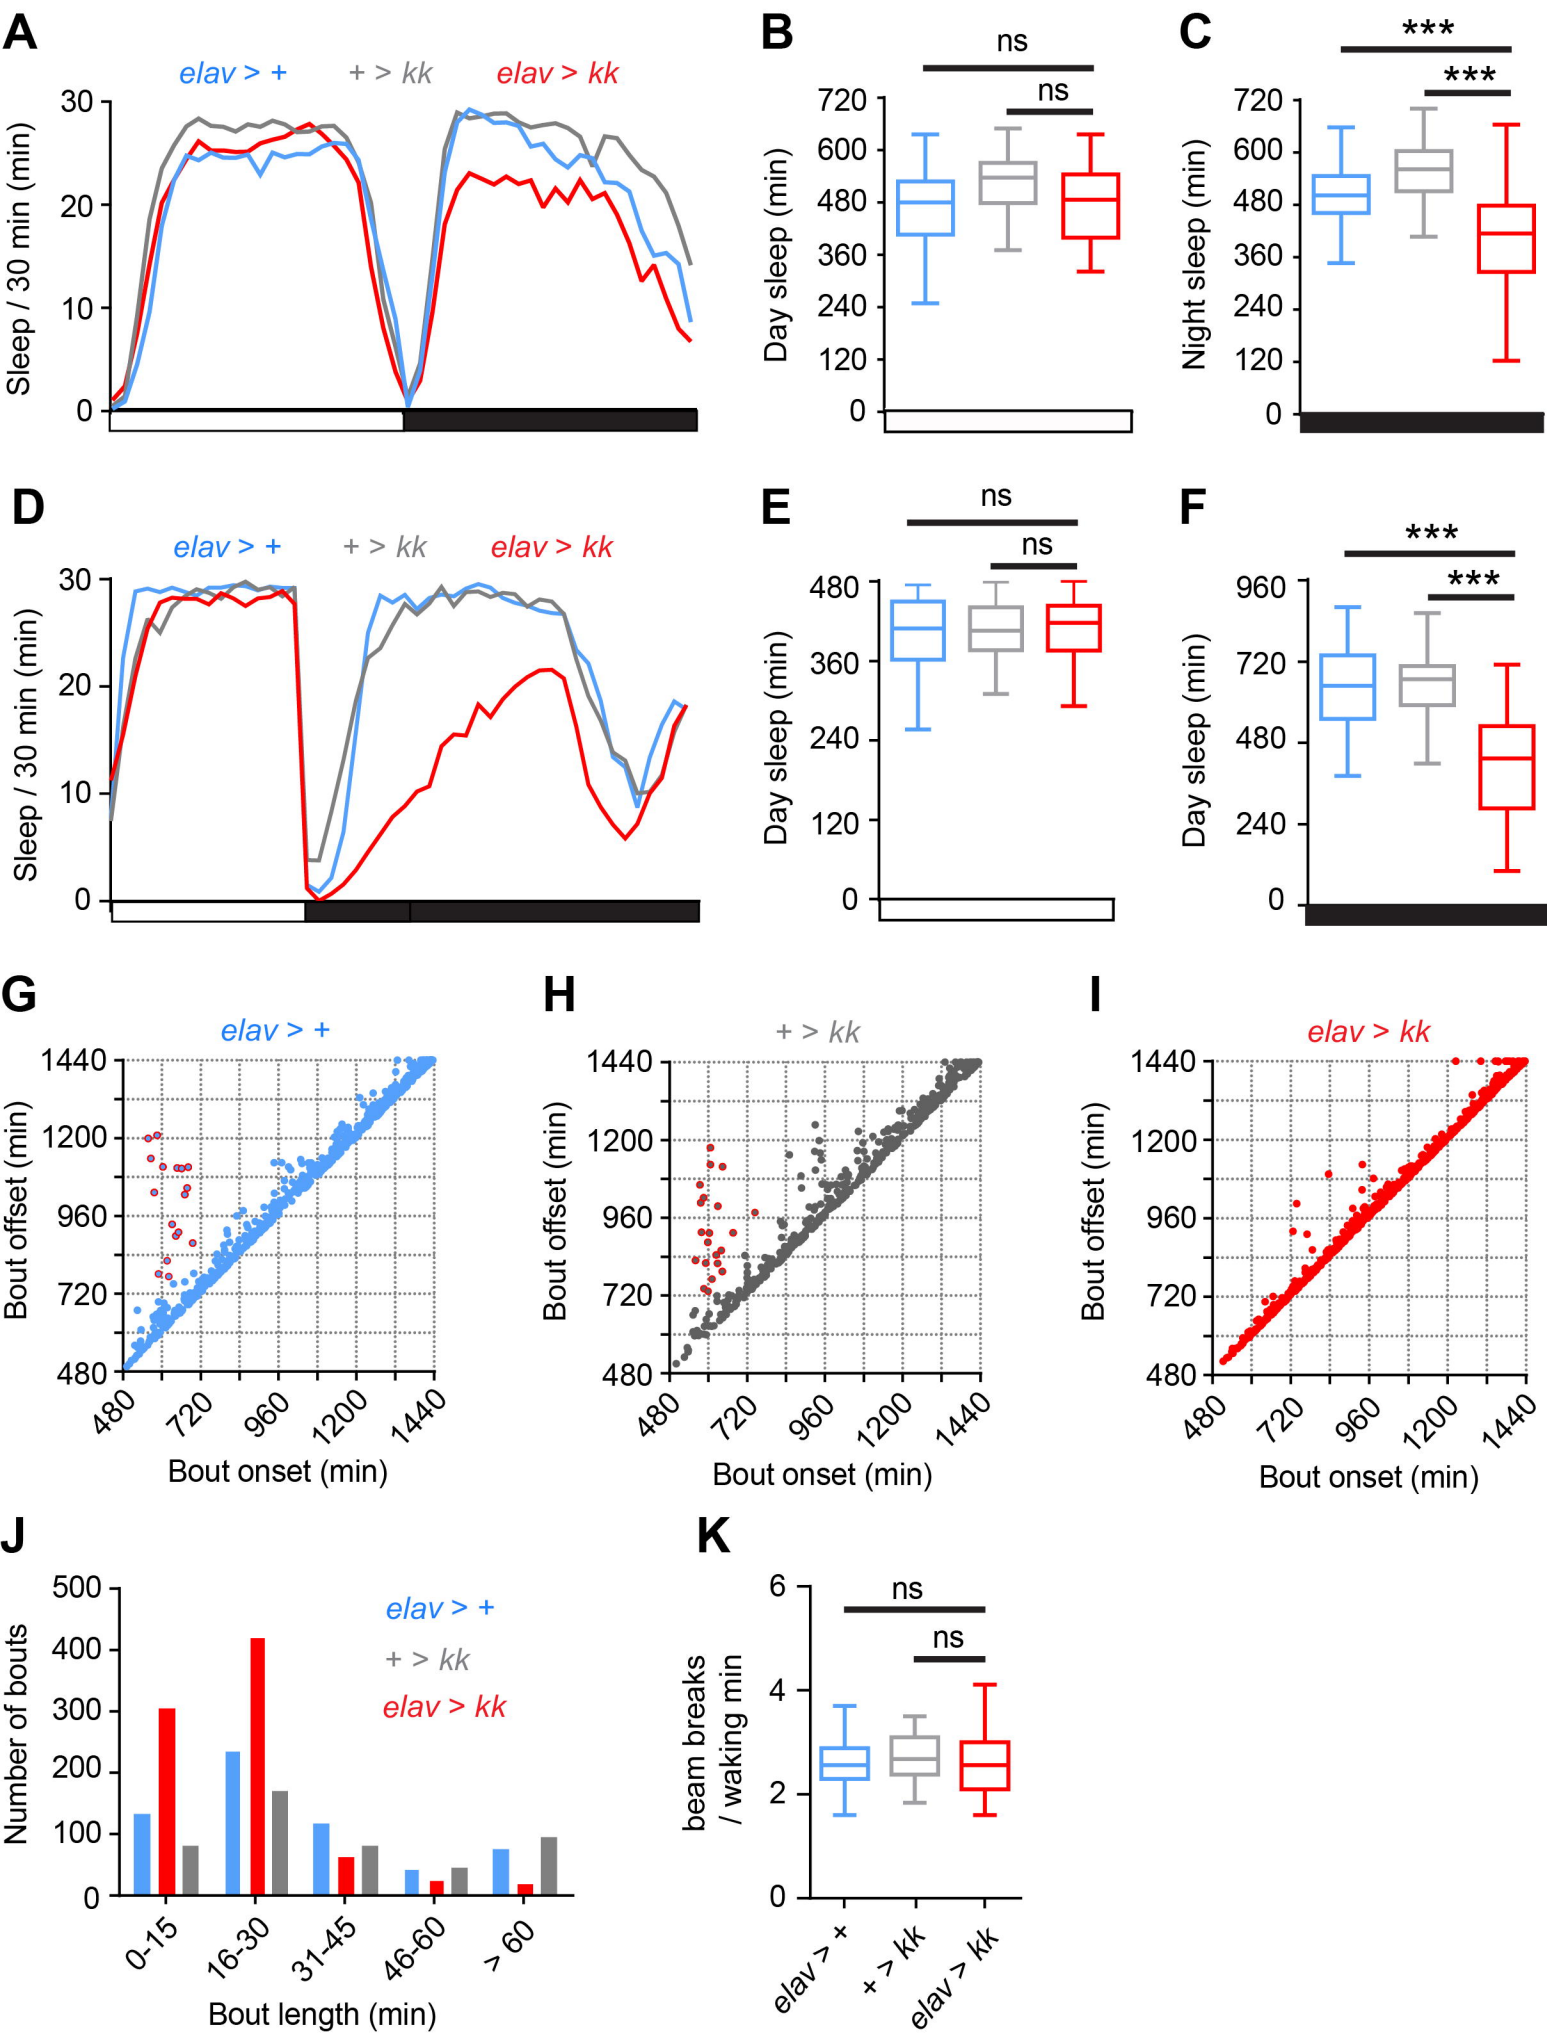 A
elav > +
+ > kk
elav > kk
Sleep / 30 min (min)
30
20
10
0
B
ns
ns
Day sleep (min)
720
600
480
360
240
120
0
C
***
***
Night sleep (min)
720
600
480
360
240
120
0
D
elav > +
+ > kk
elav > kk
Sleep / 30 min (min)
30
20
10
0
E
ns
ns
Day sleep (min)
480
360
240
120
0
F
***
***
Day sleep (min)
960
720
480
240
0
G
elav > +
Bout offset (min)
1440
1200
960
720
480
480
720
960
1200
1440
Bout onset (min)
H
+ > kk
Bout offset (min)
1440
1200
960
720
480
480
720
960
1200
1440
Bout onset (min)
I
elav > kk
Bout offset (min)
1440
1200
960
720
480
480
720
960
1200
1440
Bout onset (min)
J
Number of bouts
500
400
300
200
100
0
elav > +
+ > kk
elav > kk
0-15
16-30
31-45
46-60
> 60
Bout length (min)
K
ns
ns
beam breaks
/ waking min
6
4
2
0
elav > +
+ > kk
elav > kk